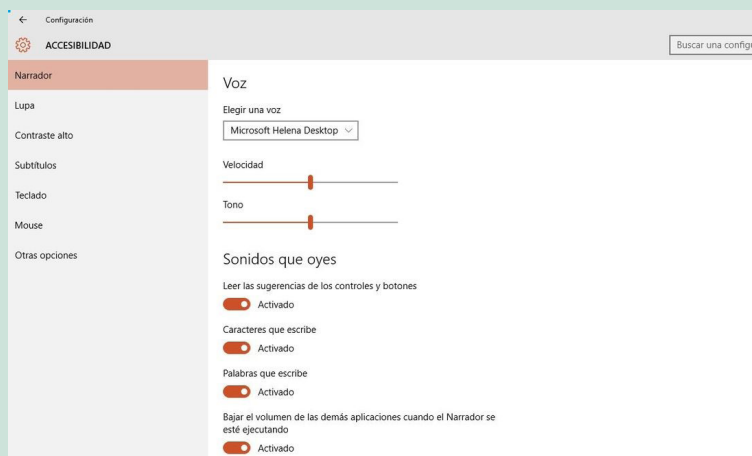 Configuración
ACCESIBILIDAD
Buscar una
Narrador
Lupa
Contraste alto
Subtítulos
Teclado
Mouse
Otras opciones
Voz
Elegir una voz
Microsoft Helena Desktop
Velocidad
Tono
Sonidos que oyes
Leer las sugerencias de los controles y botones
Activado
Caracteres que escribe
Activado
Palabras que escribe
Activado
Bajar el volumen de las demás aplicaciones cuando el Narrador se
esté ejecutando
Activado